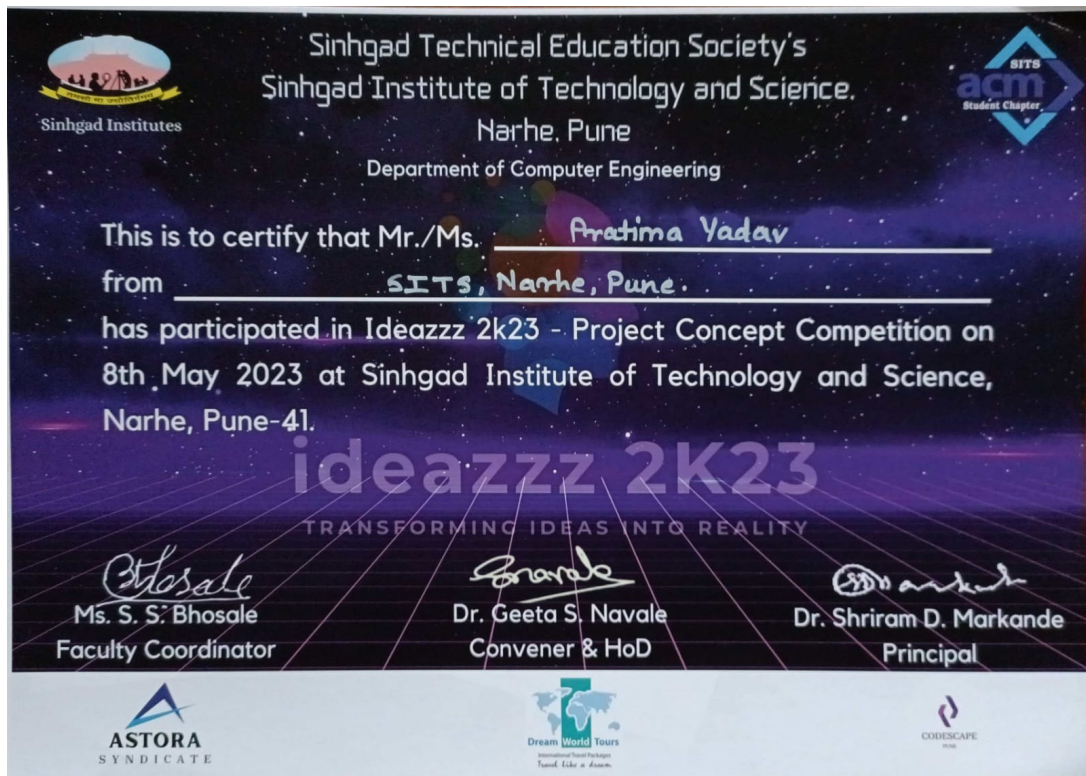 Sinhgad Technical Education Society's
Sinhgad Institute of Technology and Science.
Narhe. Pune
Department of Computer Engineering
Sinhgad Institutes
SITS
acm
Student Chapter
This is to certify that Mr./Ms. Pratima Yadav
from SITS, Narhe, Pune.
has participated in Ideazzz 2k23 - Project Concept Competition on
8th May 2023 at Sinhgad Institute of Technology and Science,
Narhe, Pune-41.
ideazzz 2K23
TRANSFORMING IDEAS INTO REALITY
Ms. S. S. Bhosale
Faculty Coordinator
Dr. Geeta S. Navale
Convener & HoD
Dr. Shriram D. Markande
Principal
ASTORA
SYNDICATE
Dream World Tours
International Travel Packages
Travel like a dream
CODESCAPE